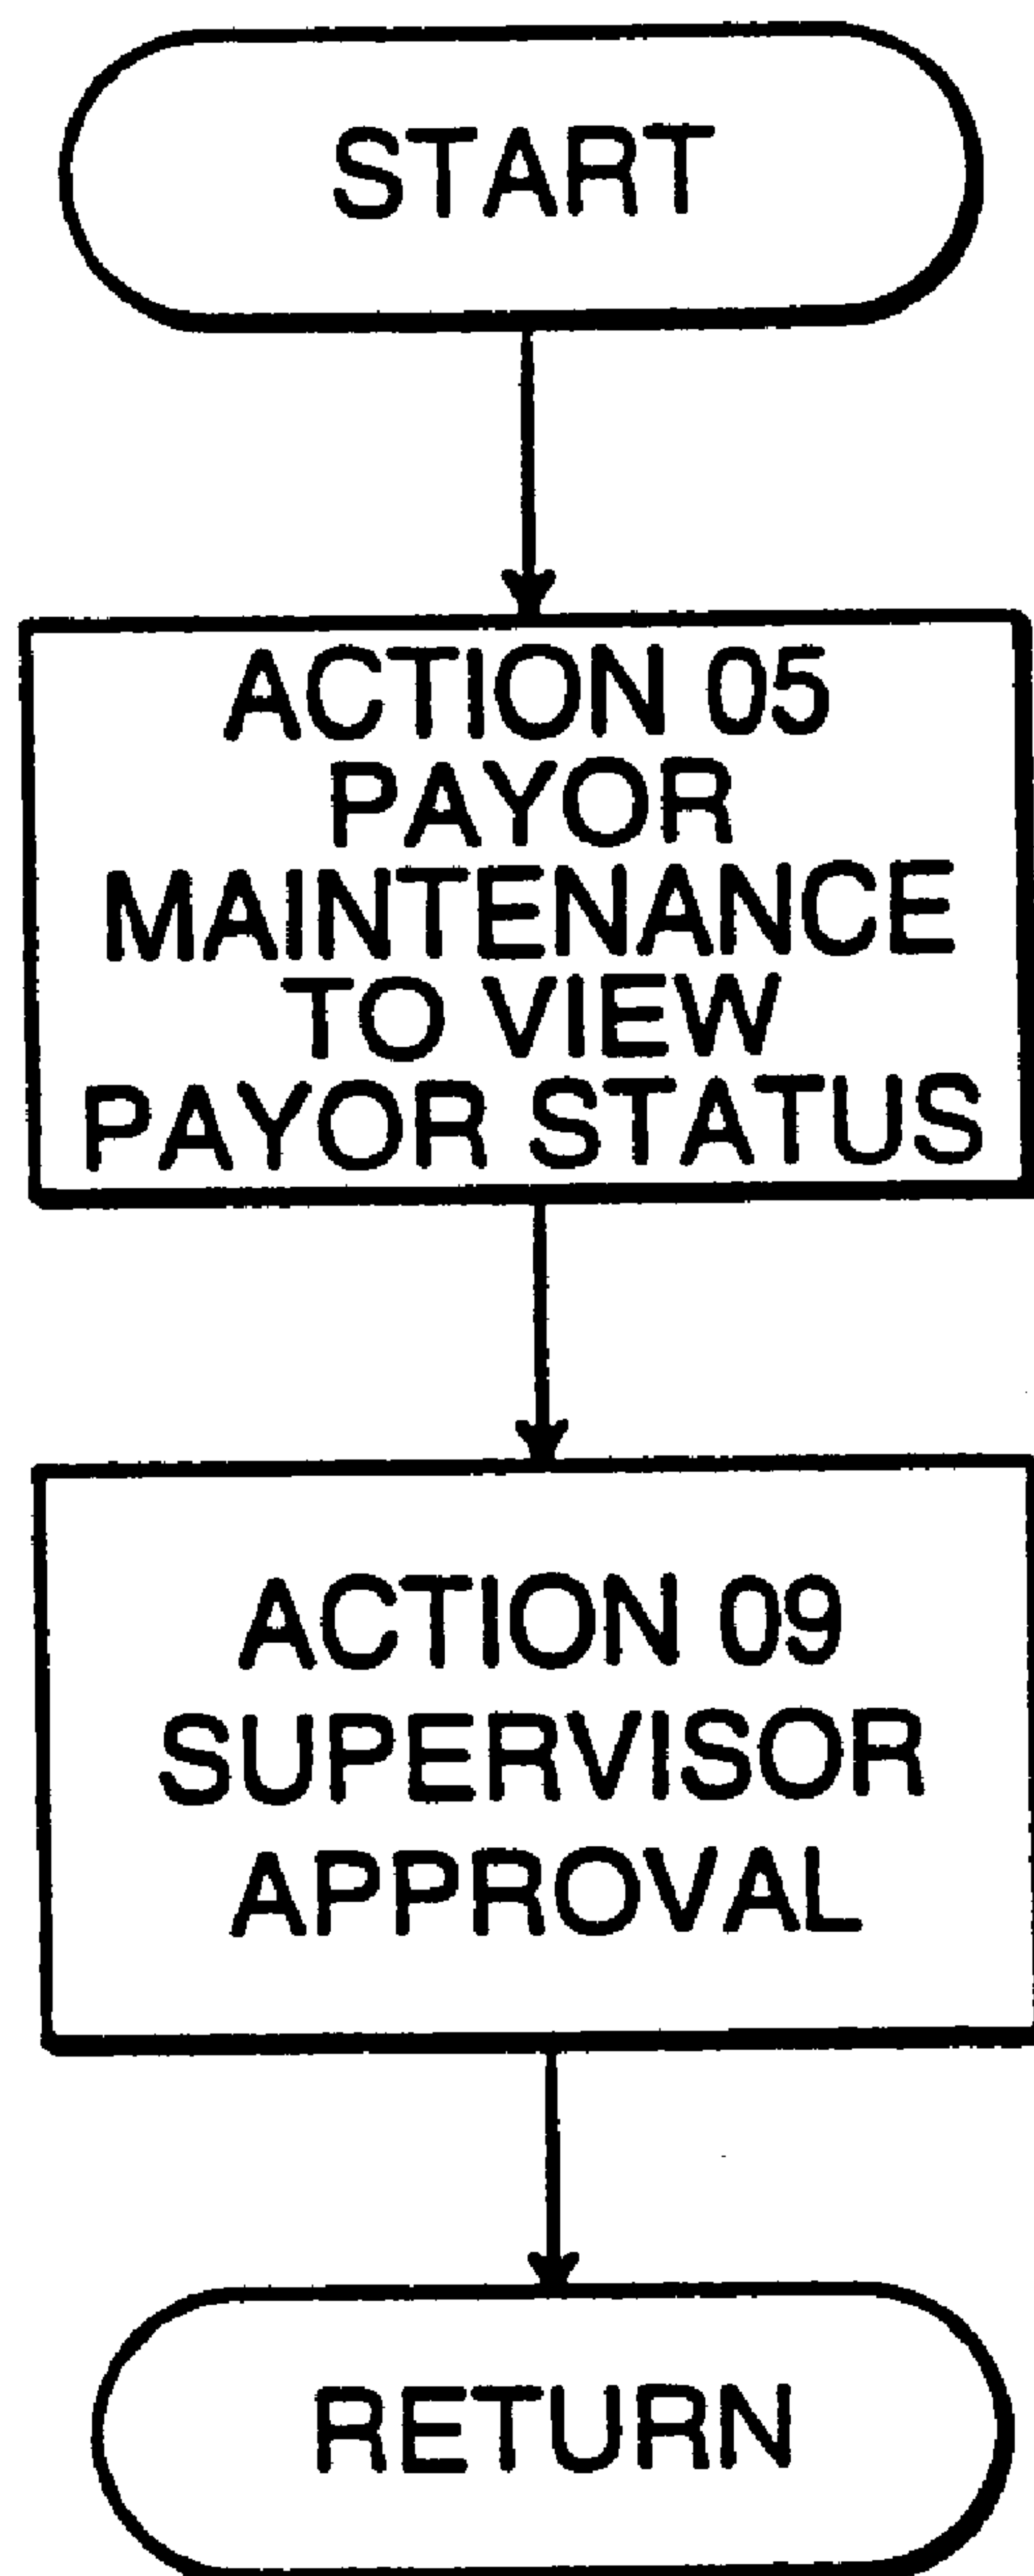 START
ACTION 05
PAYOR
MAINTENANCE
TO VIEW
PAYOR STATUS
ACTION 09
SUPERVISOR
APPROVAL
RETURN